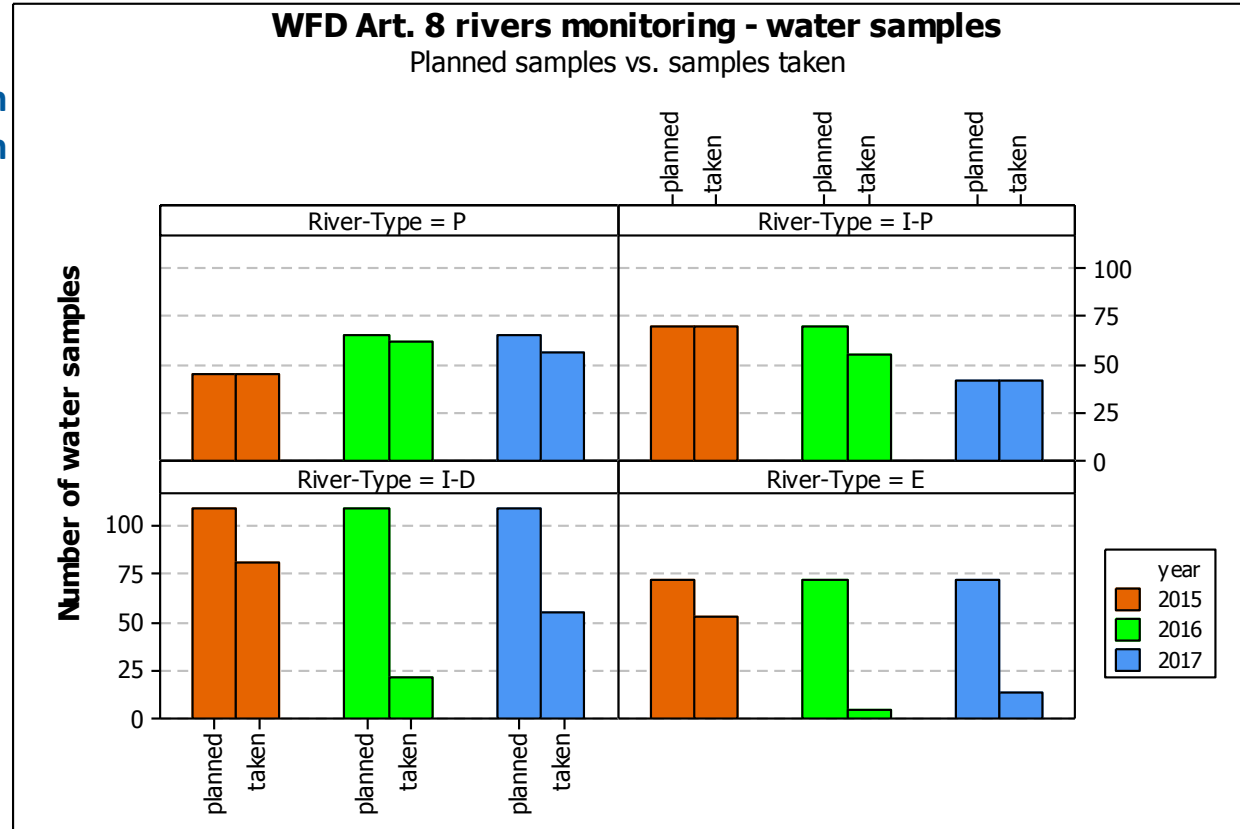 WFD Art. 8 rivers monitoring - water samples
Planned samples vs. samples taken
n
n
planned taken planned taken planned taken
River-Type = P River-Type = I-P
100
75
50
25
0
Number of water samples
River-Type = I-D River-Type = E
100
75
50
25
0
planned taken planned taken planned taken
year
2015
2016
2017